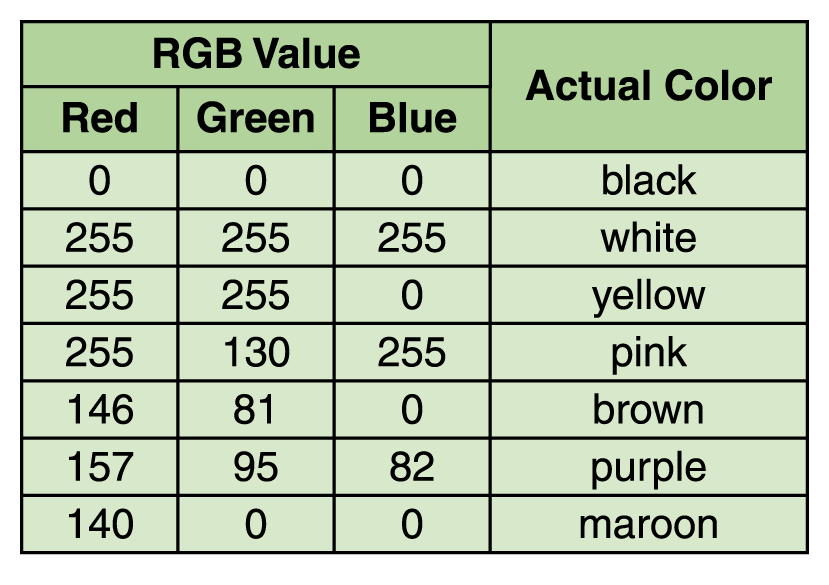 RGB Value Actual Color
Red Green Blue
0 0 0 black
255 255 255 white
255 255 0 yellow
255 130 255 pink
146 81 0 brown
157 95 82 purple
140 0 0 maroon